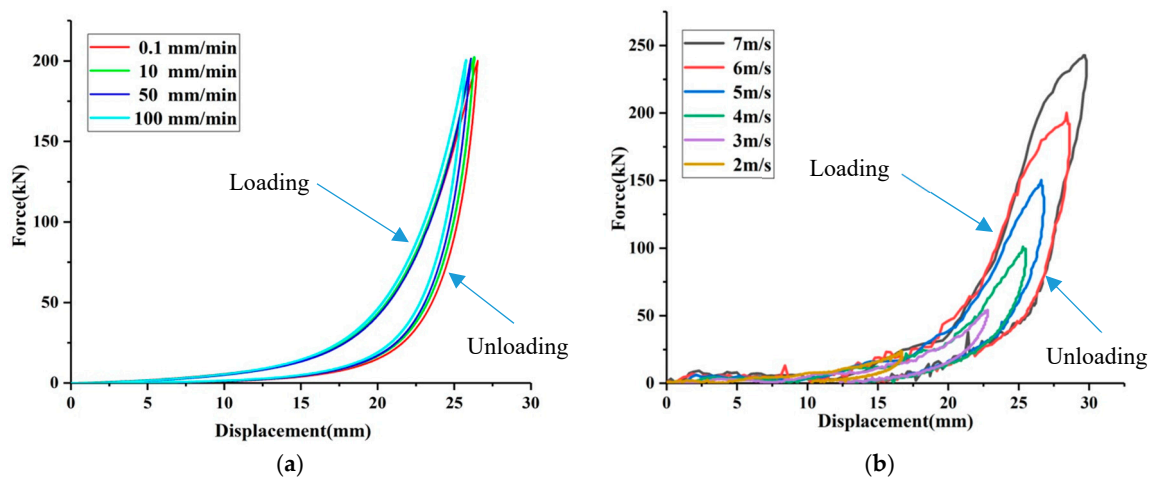 0.1 mm/min
10 mm/min
50 mm/min
100 mm/min
Loading
Unloading
Force(kN)
200
150
100
50
0
0 5 10 15 20 25 30
Displacement(mm)
(a)
7m/s
6m/s
5m/s
4m/s
3m/s
2m/s
Loading
Unloading
Force(kN)
250
200
150
100
50
0
0 5 10 15 20 25 30
Displacement(mm)
(b)